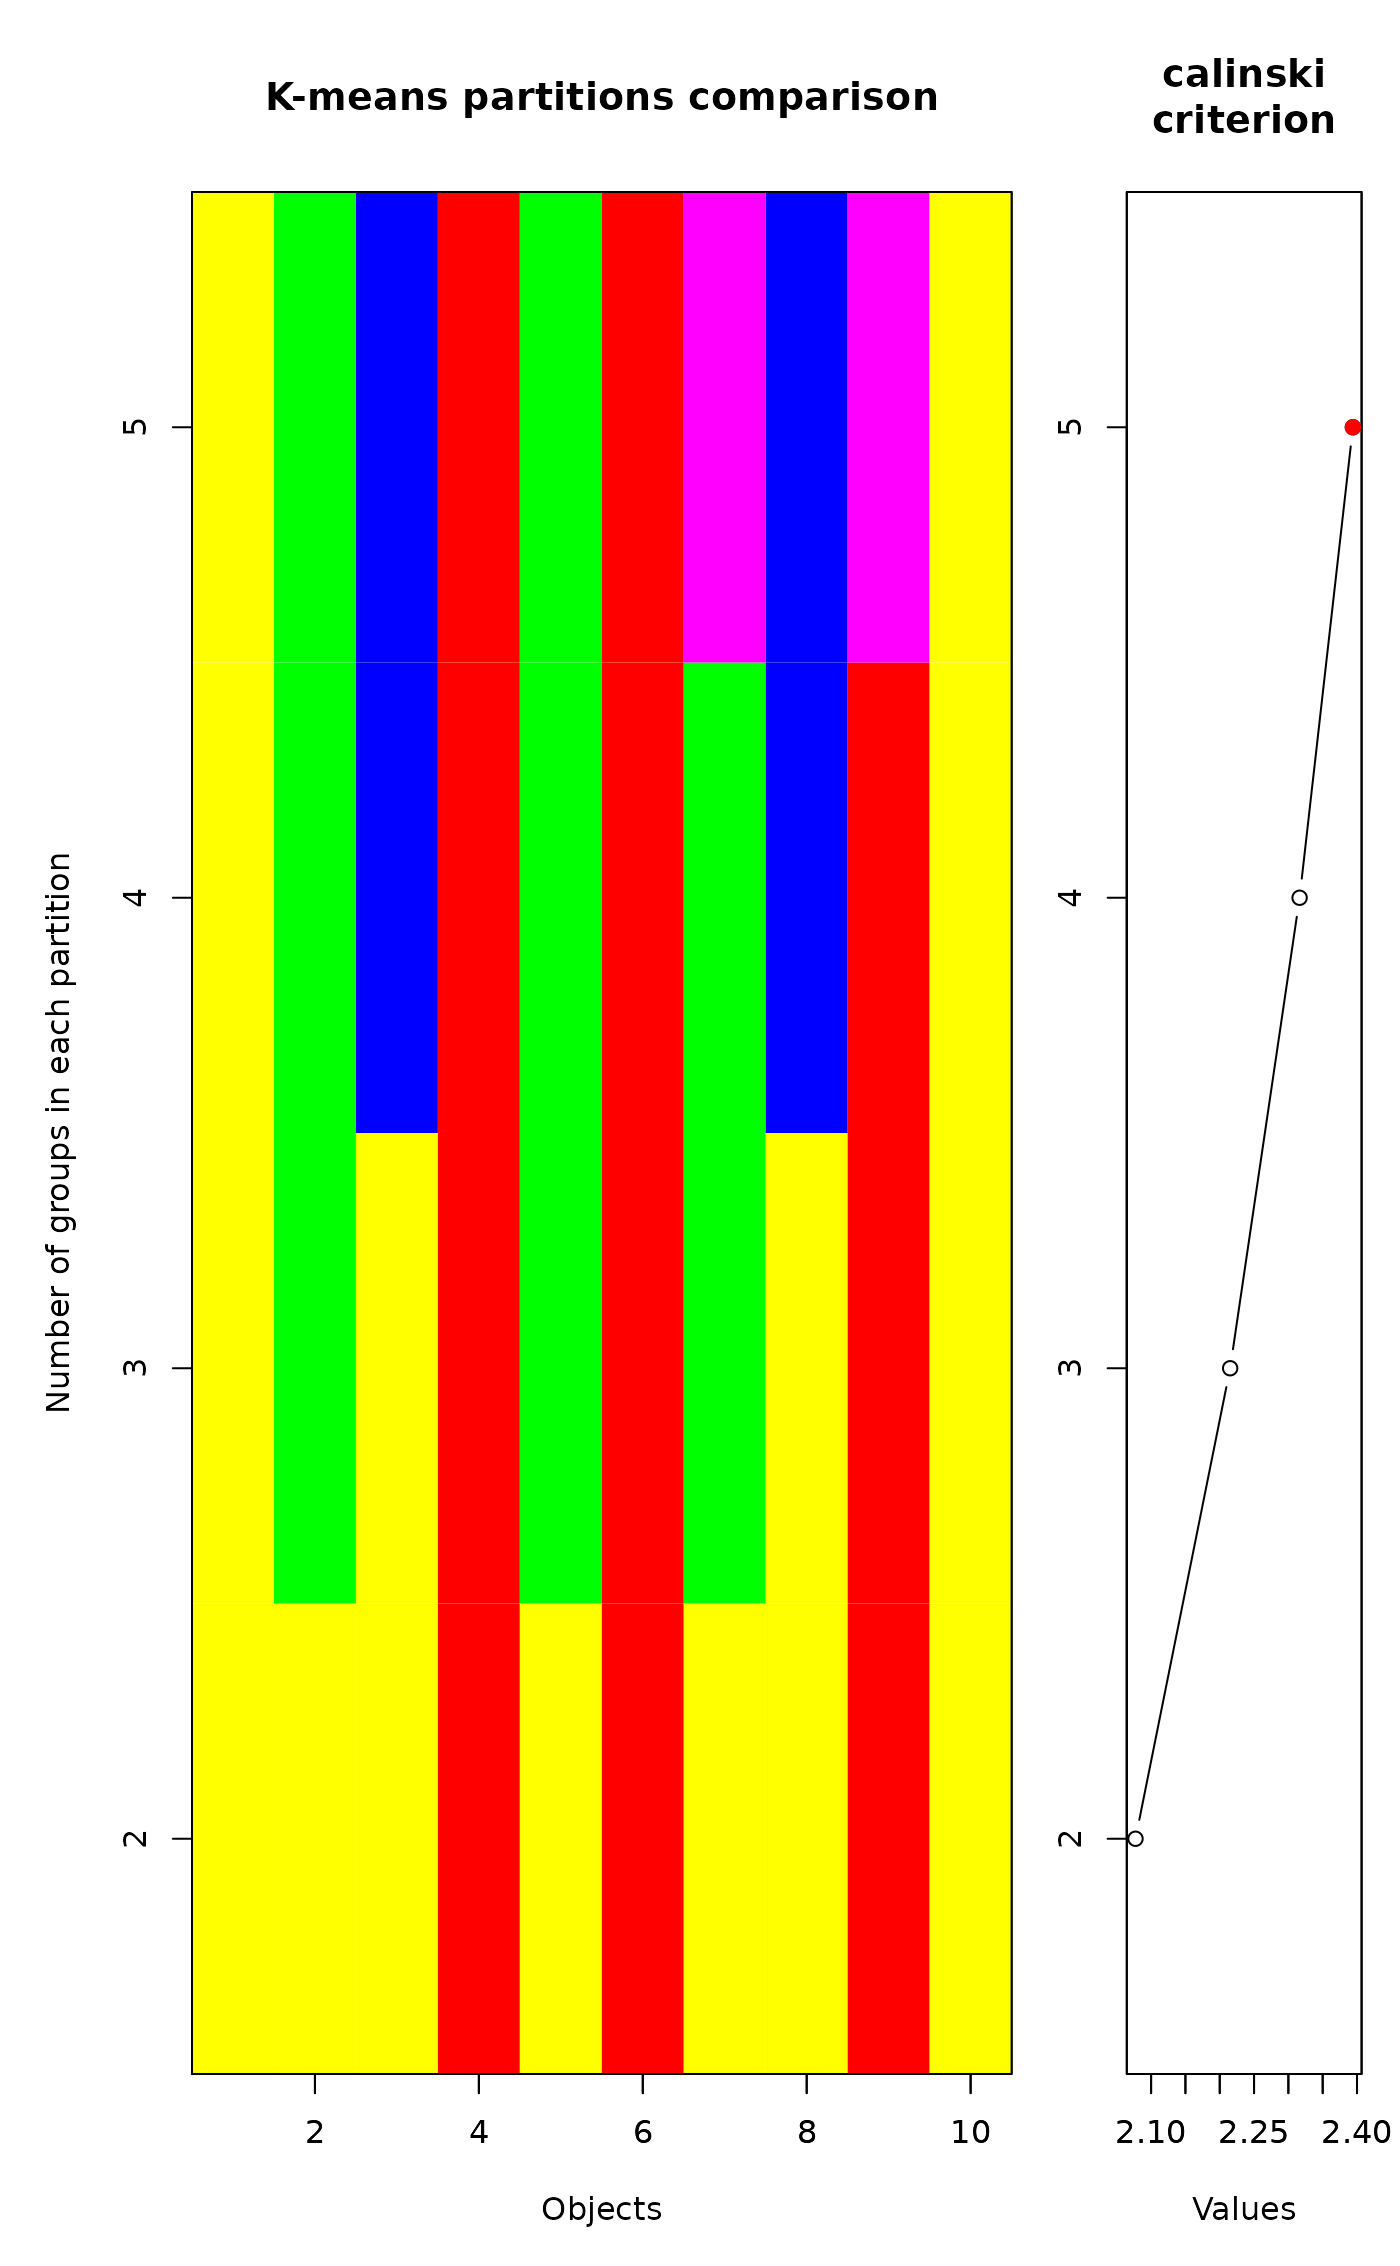 K-means partitions comparison
calinski
criterion
Number of groups in each partition
5
4
3
2
2 4 6 8 10
Objects
5
4
3
2
2.10 2.25 2.40
Values